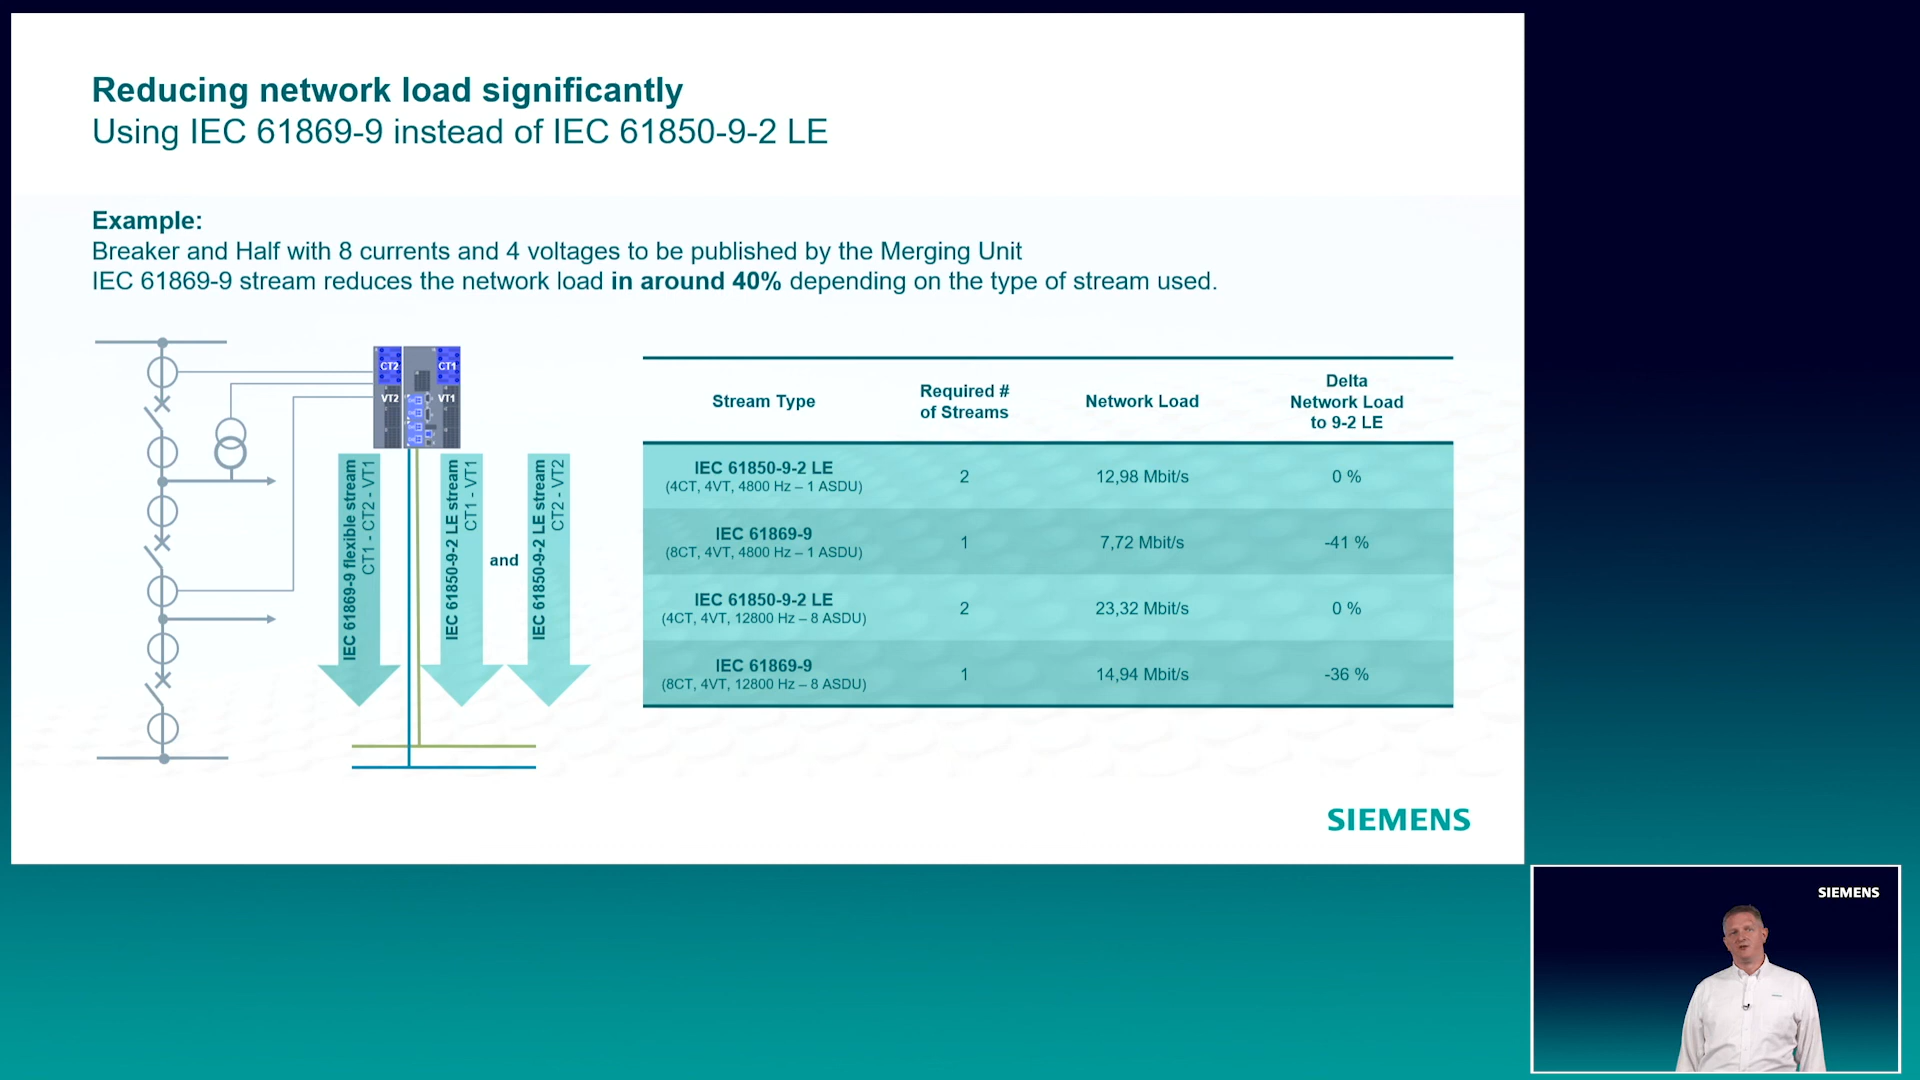 Reducing network load significantly
Using IEC 61869-9 instead of IEC 61850-9-2 LE
Example:
Breaker and Half with 8 currents and 4 voltages to be published by the Merging Unit
IEC 61869-9 stream reduces the network load in around 40% depending on the type of stream used.
CT2
CT1
VT2
VT1
IEC 61869-9 flexible stream
CT1 - CT2 - VT1
IEC 61850-9-2 LE stream
CT1 - VT1
and
IEC 61850-9-2 LE stream
CT2 - VT2
Stream Type
Required #
of Streams
Network Load
Delta
Network Load
to 9-2 LE
IEC 61850-9-2 LE
(4CT, 4VT, 4800 Hz – 1 ASDU)
2
12,98 Mbit/s
0 %
IEC 61869-9
(8CT, 4VT, 4800 Hz – 1 ASDU)
1
7,72 Mbit/s
-41 %
IEC 61850-9-2 LE
(4CT, 4VT, 12800 Hz – 8 ASDU)
2
23,32 Mbit/s
0 %
IEC 61869-9
(8CT, 4VT, 12800 Hz – 8 ASDU)
1
14,94 Mbit/s
-36 %
SIEMENS
SIEMENS